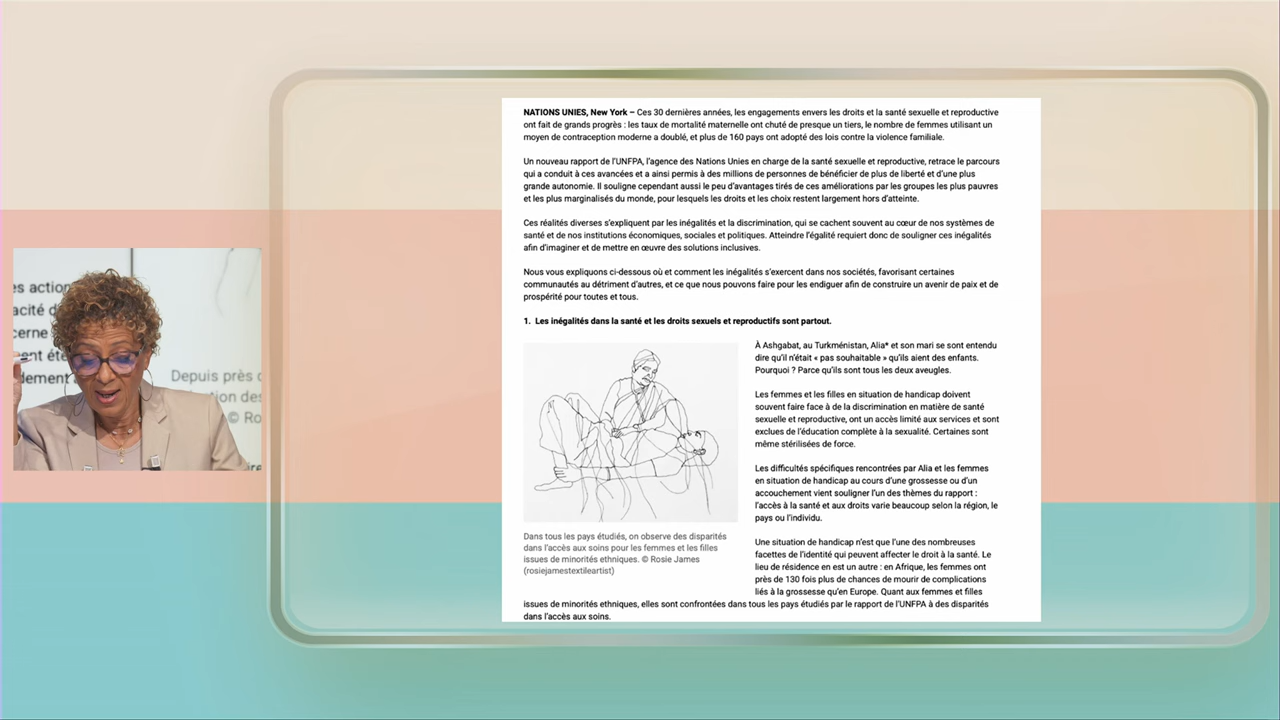 NATIONS UNIES, New York – Ces 30 dernières années, les engagements envers les droits et la santé sexuelle et reproductive
ont fait de grands progrès : les taux de mortalité maternelle ont chuté de presque un tiers, le nombre de femmes utilisant un
moyen de contraception moderne a doublé, et plus de 160 pays ont adopté des lois contre la violence familiale.
Un nouveau rapport de l'UNFPA, l'agence des Nations Unies en charge de la santé sexuelle et reproductive, retrace le parcours
qui a conduit à ces avancées et a ainsi permis à des millions de personnes de bénéficier de plus de liberté et d'une plus
grande autonomie. Il souligne cependant aussi le peu d'avantages tirés de ces améliorations par les groupes les plus pauvres
et les plus marginalisés du monde, pour lesquels les droits et les choix restent largement hors d'atteinte.
Ces réalités diverses s'expliquent par les inégalités et la discrimination, qui se cachent souvent au cœur de nos systèmes de
santé et de nos institutions économiques, sociales et politiques. Atteindre l'égalité requiert donc de souligner ces inégalités
afin d'imaginer et de mettre en œuvre des solutions inclusives.
Nous vous expliquons ci-dessous où et comment les inégalités s'exercent dans nos sociétés, favorisant certaines
communautés au détriment d'autres, et ce que nous pouvons faire pour les endiguer afin de construire un avenir de paix et de
prospérité pour toutes et tous.
1. Les inégalités dans la santé et les droits sexuels et reproductifs sont partout.
À Ashgabat, au Turkménistan, Alia* et son mari se sont entendu
dire qu'il n'était « pas souhaitable » qu'ils aient des enfants.
Pourquoi ? Parce qu'ils sont tous les deux aveugles.
Les femmes et les filles en situation de handicap doivent
souvent faire face à de la discrimination en matière de santé
sexuelle et reproductive, ont un accès limité aux services et sont
exclues de l'éducation complète à la sexualité. Certaines sont
même stérilisées de force.
Les difficultés spécifiques rencontrées par Alia et les femmes
en situation de handicap au cours d'une grossesse ou d'un
accouchement vient souligner l'un des thèmes du rapport :
l'accès à la santé et aux droits varie beaucoup selon la région, le
pays ou l'individu.
Une situation de handicap n'est que l'une des nombreuses
facettes de l'identité qui peuvent affecter le droit à la santé. Le
lieu de résidence en est un autre : en Afrique, les femmes ont
près de 130 fois plus de chances de mourir de complications
liés à la grossesse qu'en Europe. Quant aux femmes et filles
issues de minorités ethniques, elles sont confrontées dans tous les pays étudiés par le rapport de l'UNFPA à des disparités
dans l'accès aux soins.
Dans tous les pays étudiés, on observe des disparités
dans l'accès aux soins pour les femmes et les filles
issues de minorités ethniques. © Rosie James
(rosiejamestextileartist)
es action
acité d
cerne
ent éte
dement
Depuis près c
tion des
© Ro